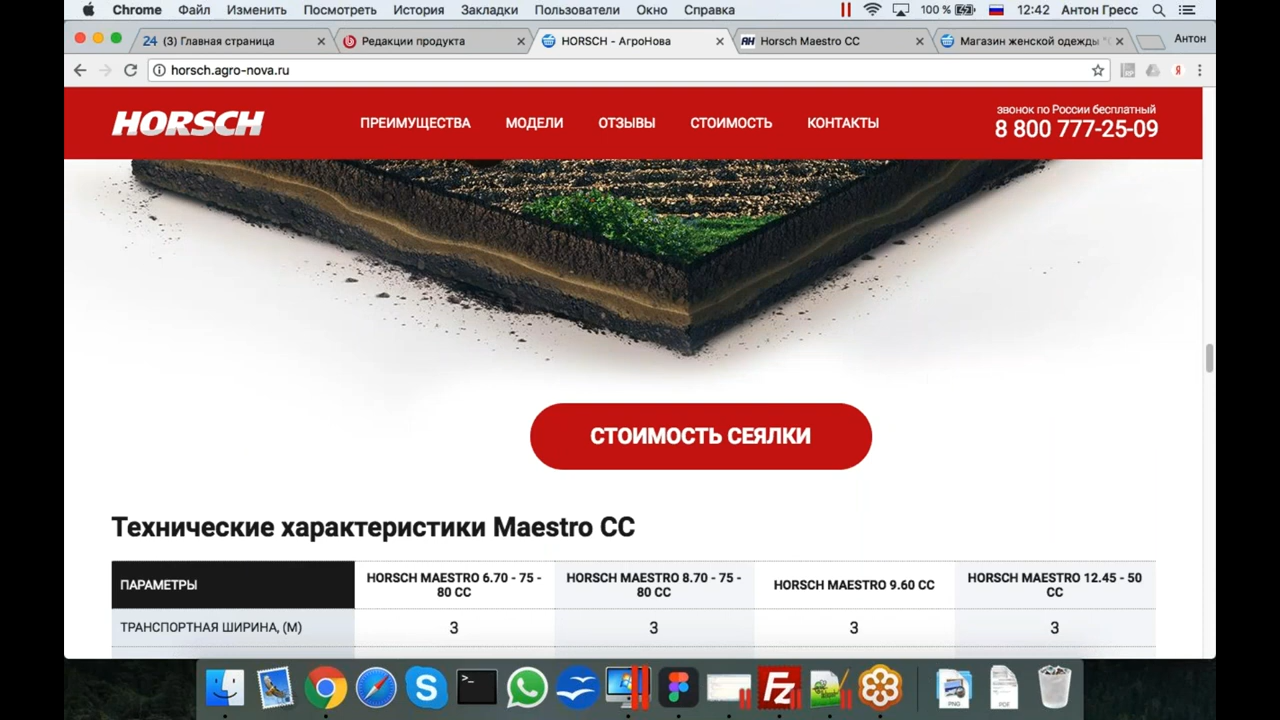 Chrome Файл Изменить Посмотреть История Закладки Пользователи Окно Справка 100 % 12:42 Антон Гресс
24 (3) Главная страница Редакции продукта HORSCH - АгроНова AH Horsch Maestro CC Магазин женской одежды "( Антон
horsch.agro-nova.ru
HORSCH ПРЕИМУЩЕСТВА МОДЕЛИ ОТЗЫВЫ СТОИМОСТЬ КОНТАКТЫ
звонок по России бесплатный
8 800 777-25-09
СТОИМОСТЬ СЕЯЛКИ
Технические характеристики Maestro CC
ПАРАМЕТРЫ
HORSCH MAESTRO 6.70 - 75 -
80 CC
HORSCH MAESTRO 8.70 - 75 -
80 CC
HORSCH MAESTRO 9.60 CC
HORSCH MAESTRO 12.45 - 50
CC
ТРАНСПОРТНАЯ ШИРИНА, (М) 3 3 3 3
PNG PDF